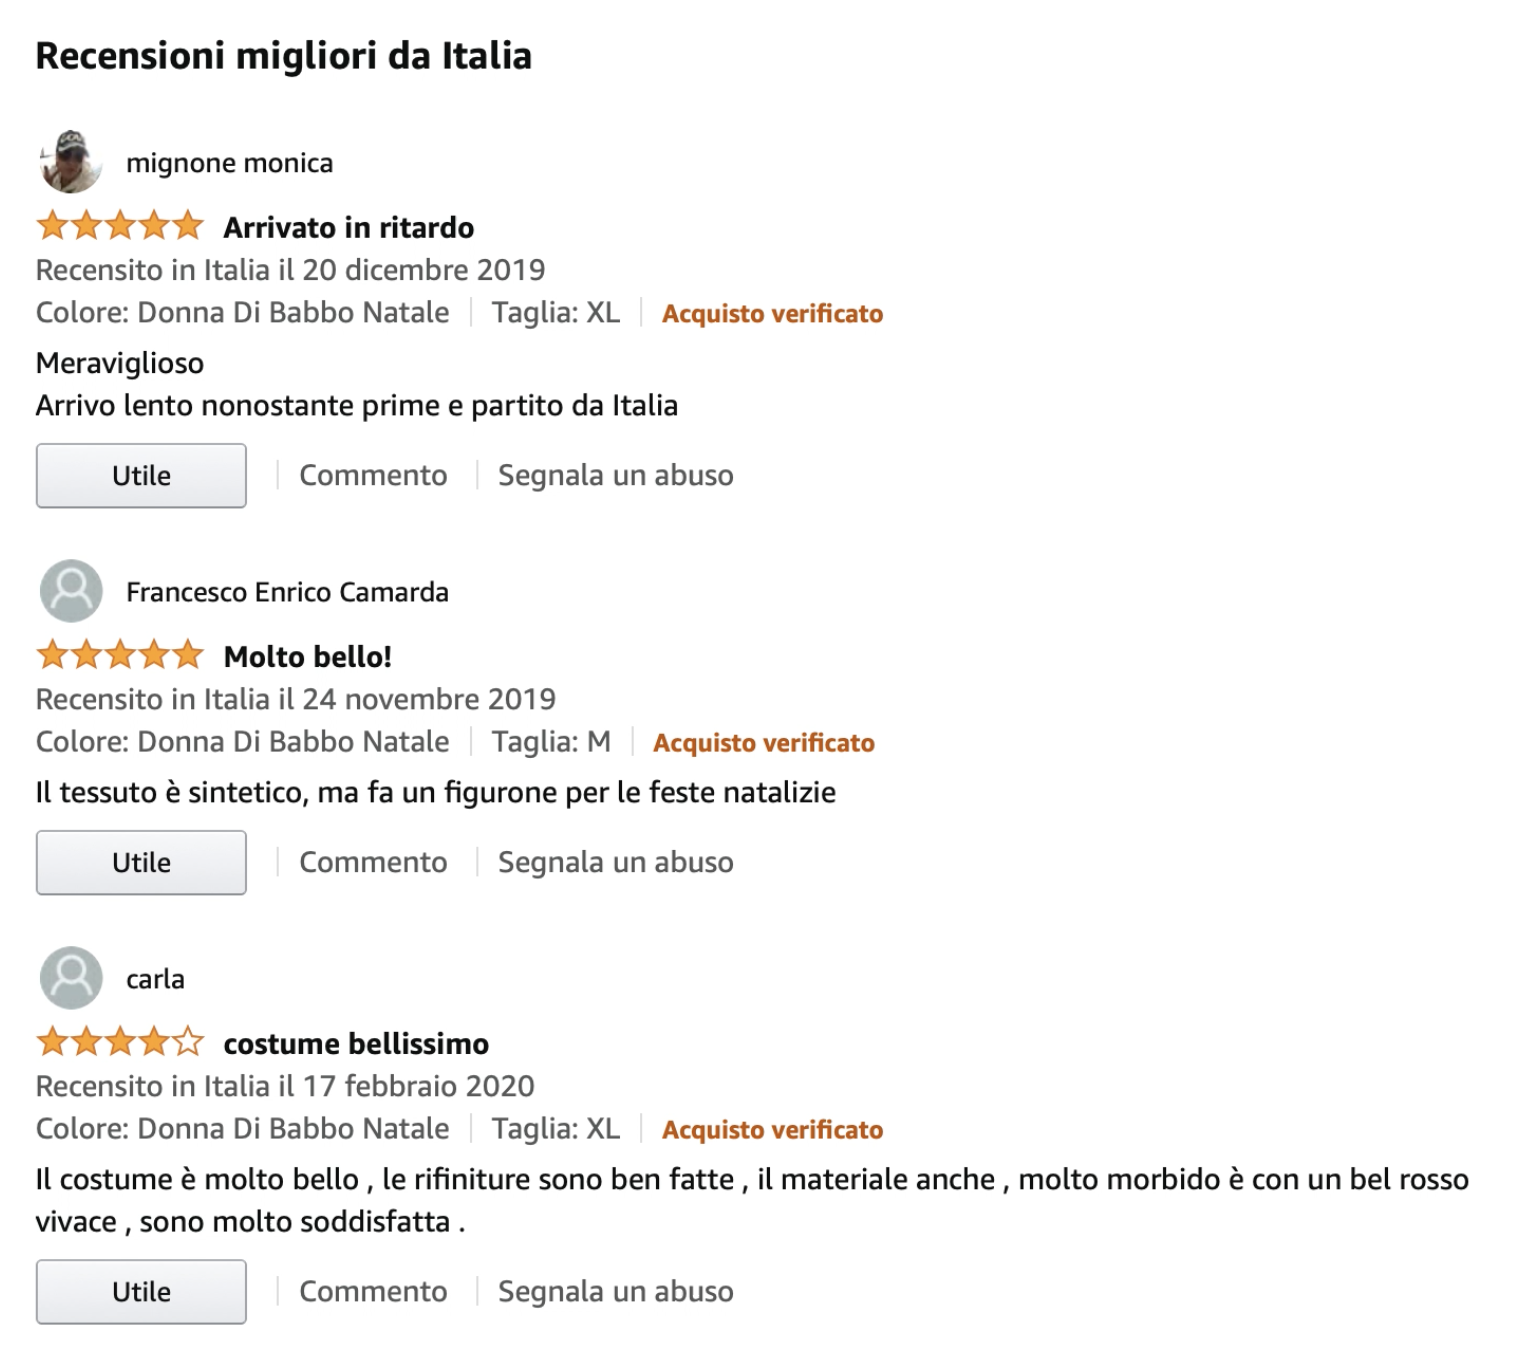 Recensioni migliori da Italia
mignone monica
Arrivato in ritardo
Recensito in Italia il 20 dicembre 2019
Colore: Donna Di Babbo Natale | Taglia: XL | Acquisto verificato
Meraviglioso
Arrivo lento nonostante prime e partito da Italia
Utile | Commento | Segnala un abuso
Francesco Enrico Camarda
Molto bello!
Recensito in Italia il 24 novembre 2019
Colore: Donna Di Babbo Natale | Taglia: M | Acquisto verificato
Il tessuto è sintetico, ma fa un figurone per le feste natalizie
Utile | Commento | Segnala un abuso
carla
costume bellissimo
Recensito in Italia il 17 febbraio 2020
Colore: Donna Di Babbo Natale | Taglia: XL | Acquisto verificato
Il costume è molto bello , le rifiniture sono ben fatte , il materiale anche , molto morbido è con un bel rosso
vivace , sono molto soddisfatta .
Utile | Commento | Segnala un abuso